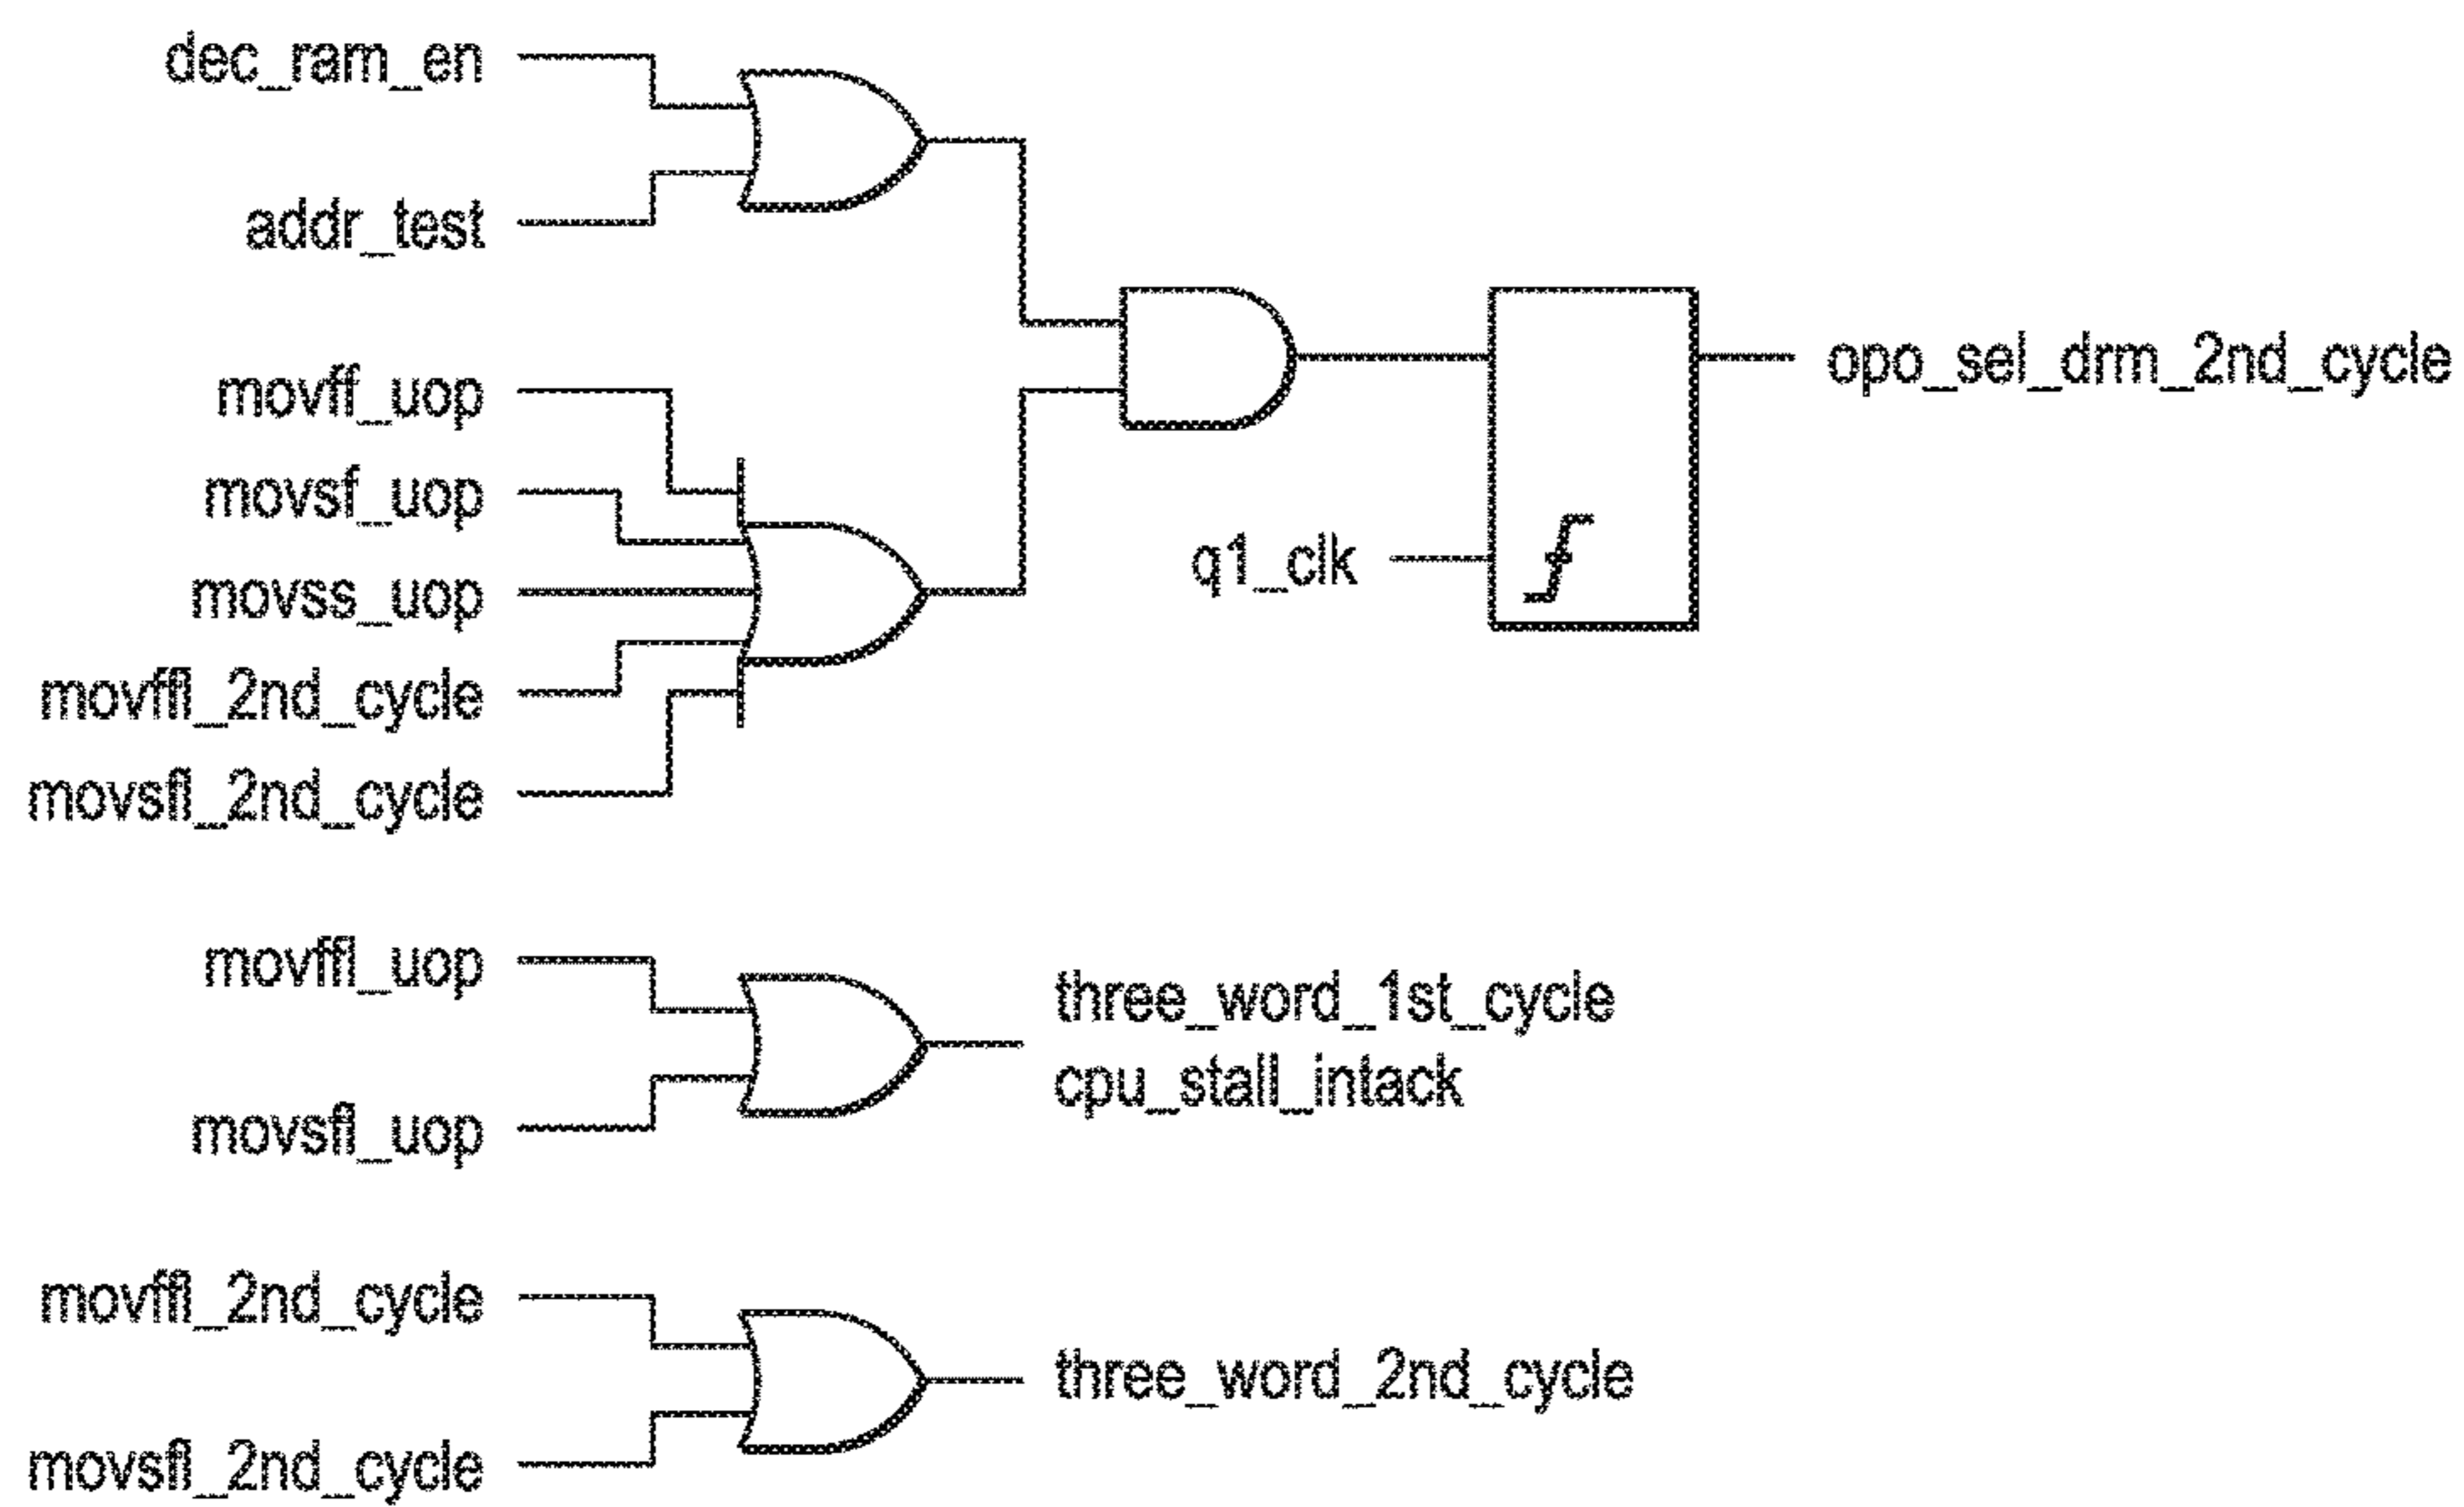 dec_ram_en
addr_test
movff_uop
movsf_uop
movss_uop
movffl_2nd_cycle
movsfl_2nd_cycle
q1_clk
opo_sel_drm_2nd_cycle
movffl_uop
movsfl_uop
three_word_1st_cycle
cpu_stall_intack
movffl_2nd_cycle
movsfl_2nd_cycle
three_word_2nd_cycle